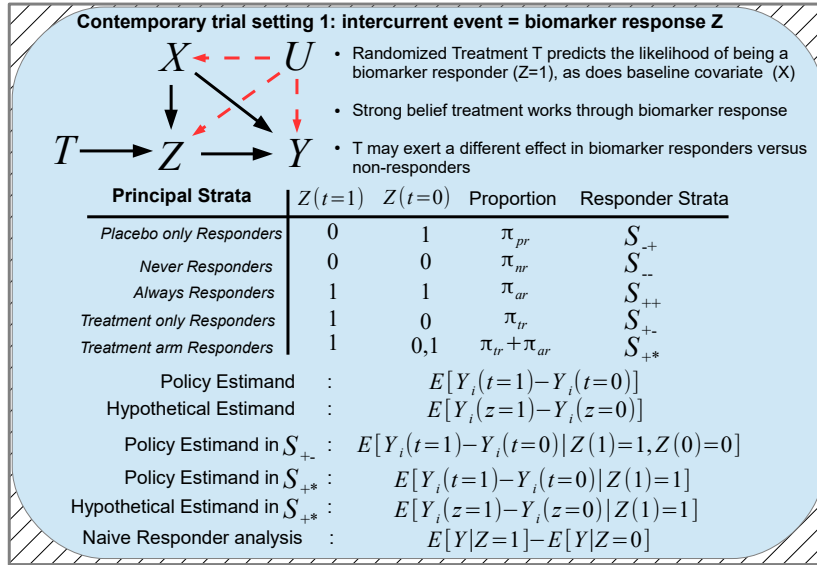 Contemporary trial setting 1: intercurrent event = biomarker response Z
X U
T Z Y
• Randomized Treatment T predicts the likelihood of being a
biomarker responder (Z=1), as does baseline covariate (X)
• Strong belief treatment works through biomarker response
• T may exert a different effect in biomarker responders versus
non-responders
Principal Strata Z(t=1) Z(t=0) Proportion Responder Strata
Placebo only Responders 0 1 π_pr S_-+
Never Responders 0 0 π_nr S_--
Always Responders 1 1 π_ar S_++
Treatment only Responders 1 0 π_tr S_+-
Treatment arm Responders 1 0,1 π_tr+π_ar S_+*
Policy Estimand : E[Y_i(t=1)−Y_i(t=0)]
Hypothetical Estimand : E[Y_i(z=1)−Y_i(z=0)]
Policy Estimand in S_+- : E[Y_i(t=1)−Y_i(t=0)|Z(1)=1,Z(0)=0]
Policy Estimand in S_+* : E[Y_i(t=1)−Y_i(t=0)|Z(1)=1]
Hypothetical Estimand in S_+* : E[Y_i(z=1)−Y_i(z=0)|Z(1)=1]
Naive Responder analysis : E[Y|Z=1]−E[Y|Z=0]